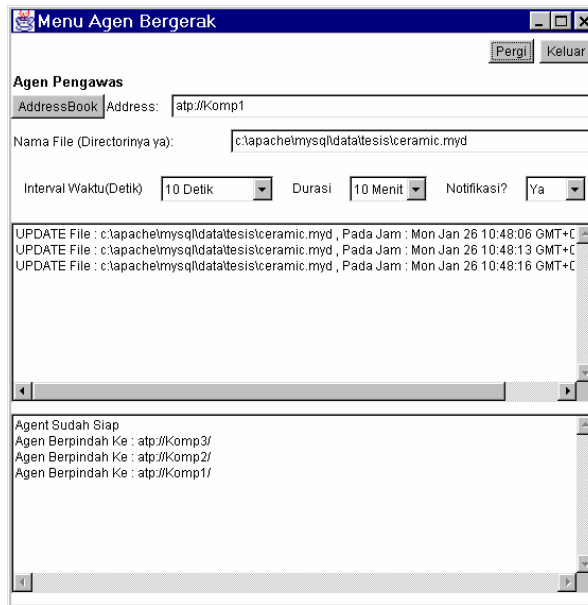 Menu Agen Bergerak
Pergi Keluar
Agen Pengawas
AddressBook Address: atp://Komp1
Nama File (Directorinya ya): c:\apache\mysql\data\tesis\ceramic.myd
Interval Waktu(Detik) 10 Detik Durasi 10 Menit Notifikasi? Ya
UPDATE File : c:\apache\mysql\data\tesis\ceramic.myd , Pada Jam : Mon Jan 26 10:48:06 GMT+0
UPDATE File : c:\apache\mysql\data\tesis\ceramic.myd , Pada Jam : Mon Jan 26 10:48:13 GMT+0
UPDATE File : c:\apache\mysql\data\tesis\ceramic.myd , Pada Jam : Mon Jan 26 10:48:16 GMT+0
Agent Sudah Siap
Agen Berpindah Ke : atp://Komp3/
Agen Berpindah Ke : atp://Komp2/
Agen Berpindah Ke : atp://Komp1/